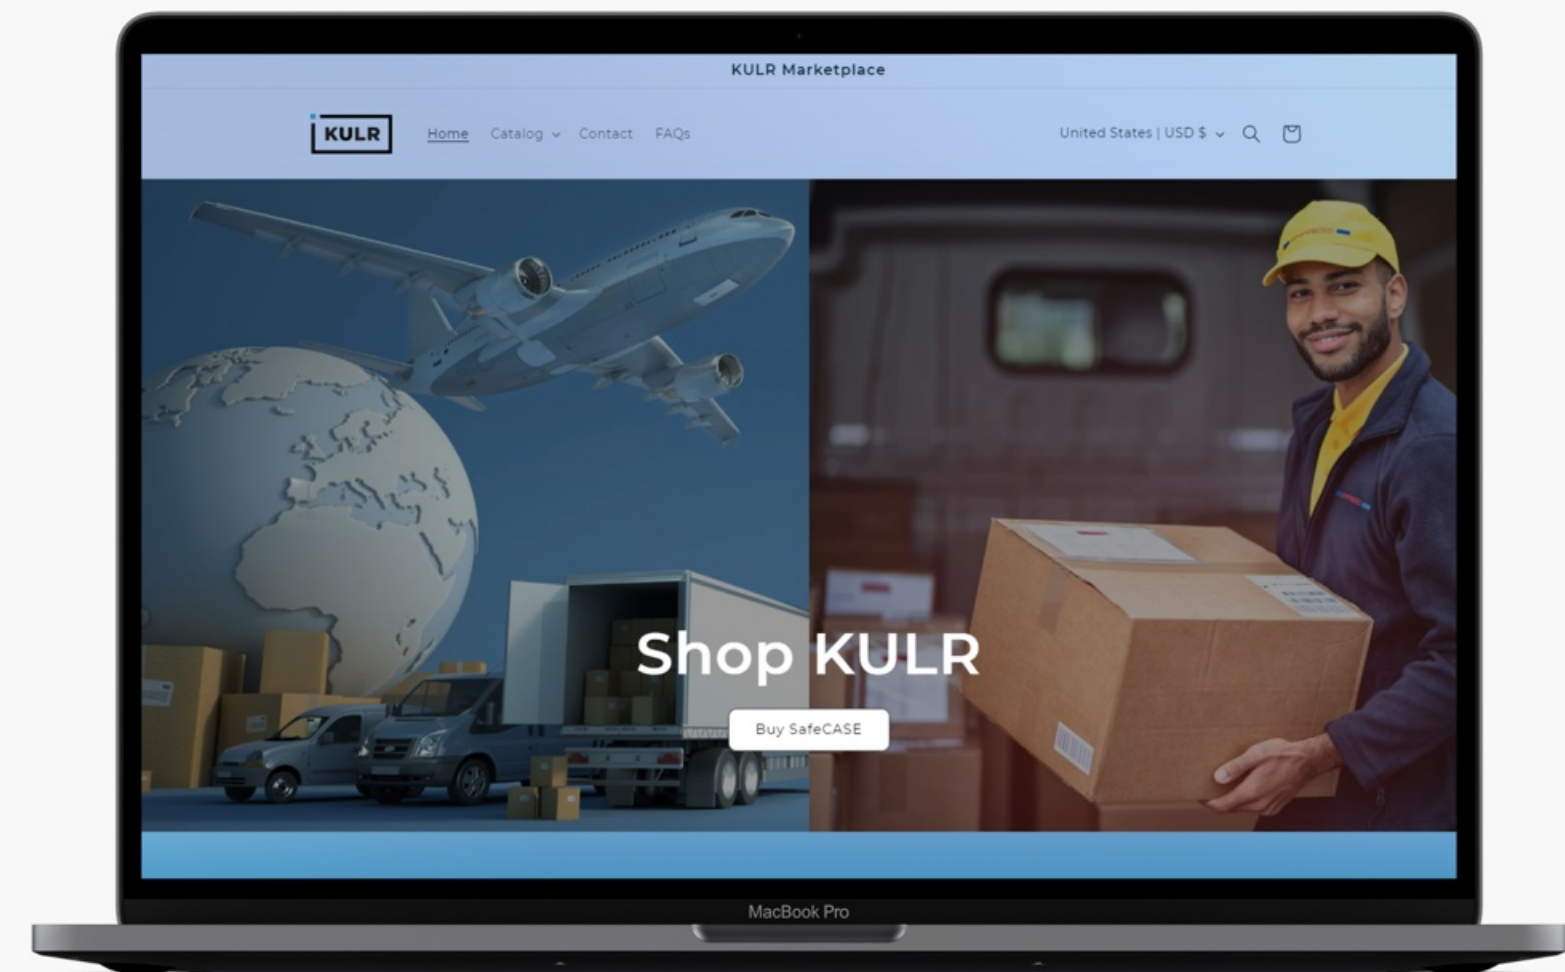 KULR Marketplace
KULR
Home Catalog Contact FAQs
United States | USD $
Shop KULR
Buy SafeCASE
MacBook Pro